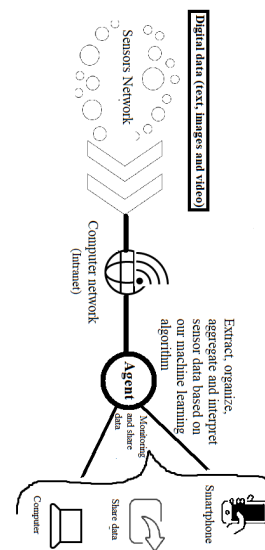 Digital data (text, images and video)
Sensors Network
Computer network
(Intranet)
Extract, organize,
aggregate and interpret
sensor data based on
our machine learning
algorithm
Agent
Monitoring
and share
data
Smartphone
Share data
Computer